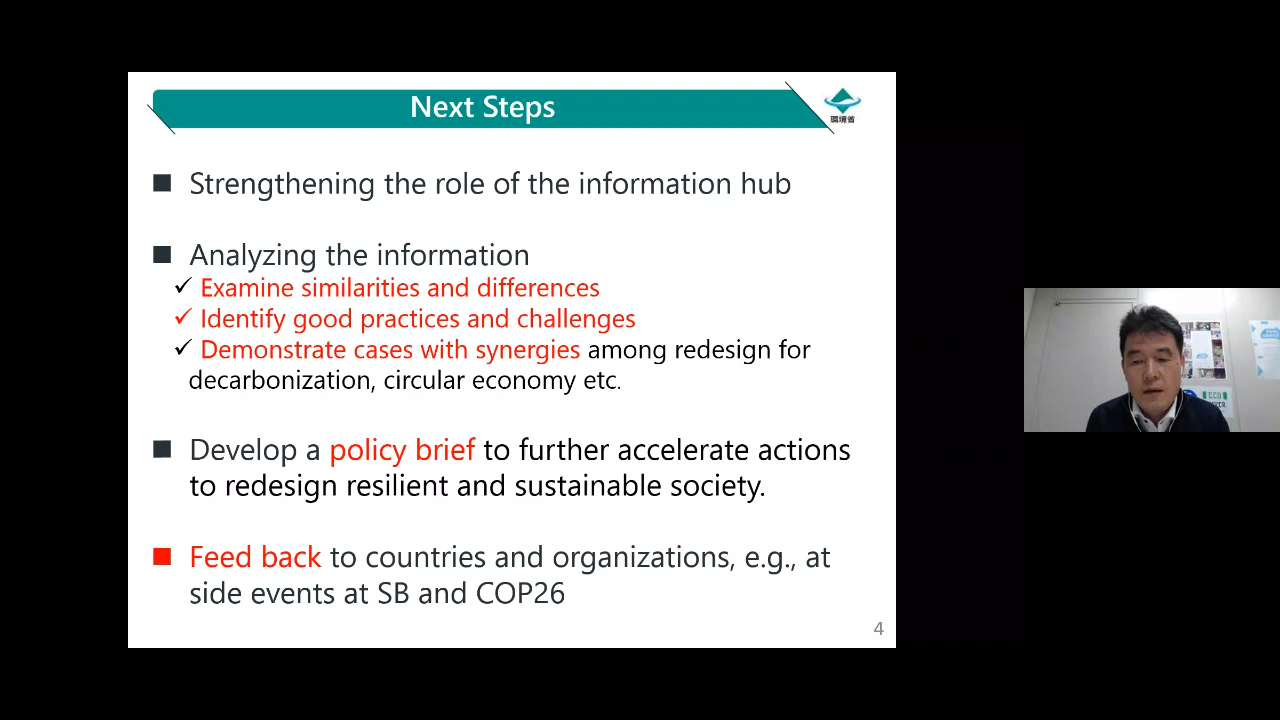 Next Steps
環境省
■ Strengthening the role of the information hub
■ Analyzing the information
✓ Examine similarities and differences
✓ Identify good practices and challenges
✓ Demonstrate cases with synergies among redesign for
decarbonization, circular economy etc.
■ Develop a policy brief to further accelerate actions
to redesign resilient and sustainable society.
■ Feed back to countries and organizations, e.g., at
side events at SB and COP26
4
ECO